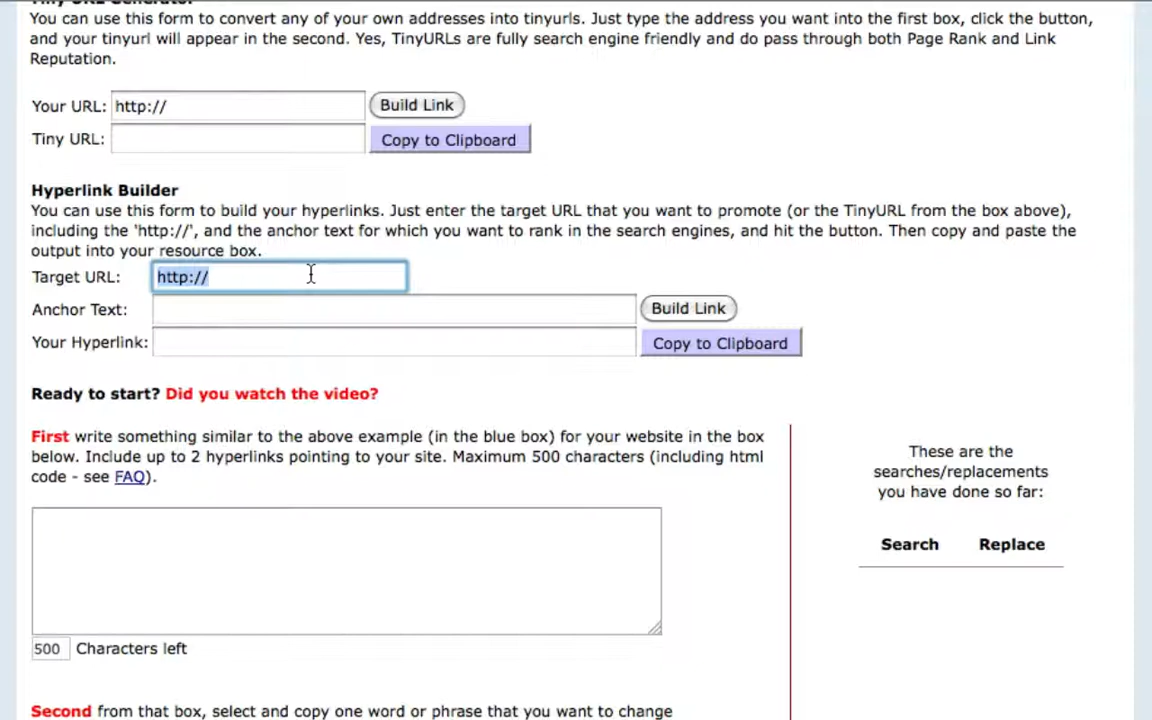 Tiny URL Generator
You can use this form to convert any of your own addresses into tinyurls. Just type the address you want into the first box, click the button,
and your tinyurl will appear in the second. Yes, TinyURLs are fully search engine friendly and do pass through both Page Rank and Link
Reputation.
Your URL: http:// Build Link
Tiny URL: Copy to Clipboard
Hyperlink Builder
You can use this form to build your hyperlinks. Just enter the target URL that you want to promote (or the TinyURL from the box above),
including the 'http://', and the anchor text for which you want to rank in the search engines, and hit the button. Then copy and paste the
output into your resource box.
Target URL: http://
Anchor Text: Build Link
Your Hyperlink: Copy to Clipboard
Ready to start? Did you watch the video?
First write something similar to the above example (in the blue box) for your website in the box
below. Include up to 2 hyperlinks pointing to your site. Maximum 500 characters (including html
code - see FAQ).
500 Characters left
Second from that box, select and copy one word or phrase that you want to change
These are the
searches/replacements
you have done so far:
Search Replace